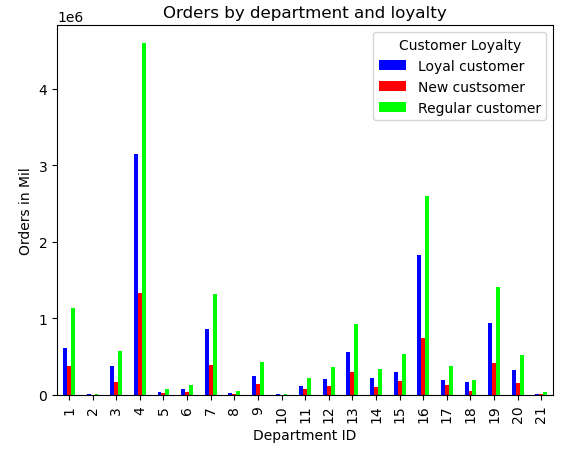 Orders by department and loyalty
1e6
Customer Loyalty
Loyal customer
New custsomer
Regular customer
4
3
2
1
0
Orders in Mil
1 2 3 4 5 6 7 8 9 10 11 12 13 14 15 16 17 18 19 20 21
Department ID